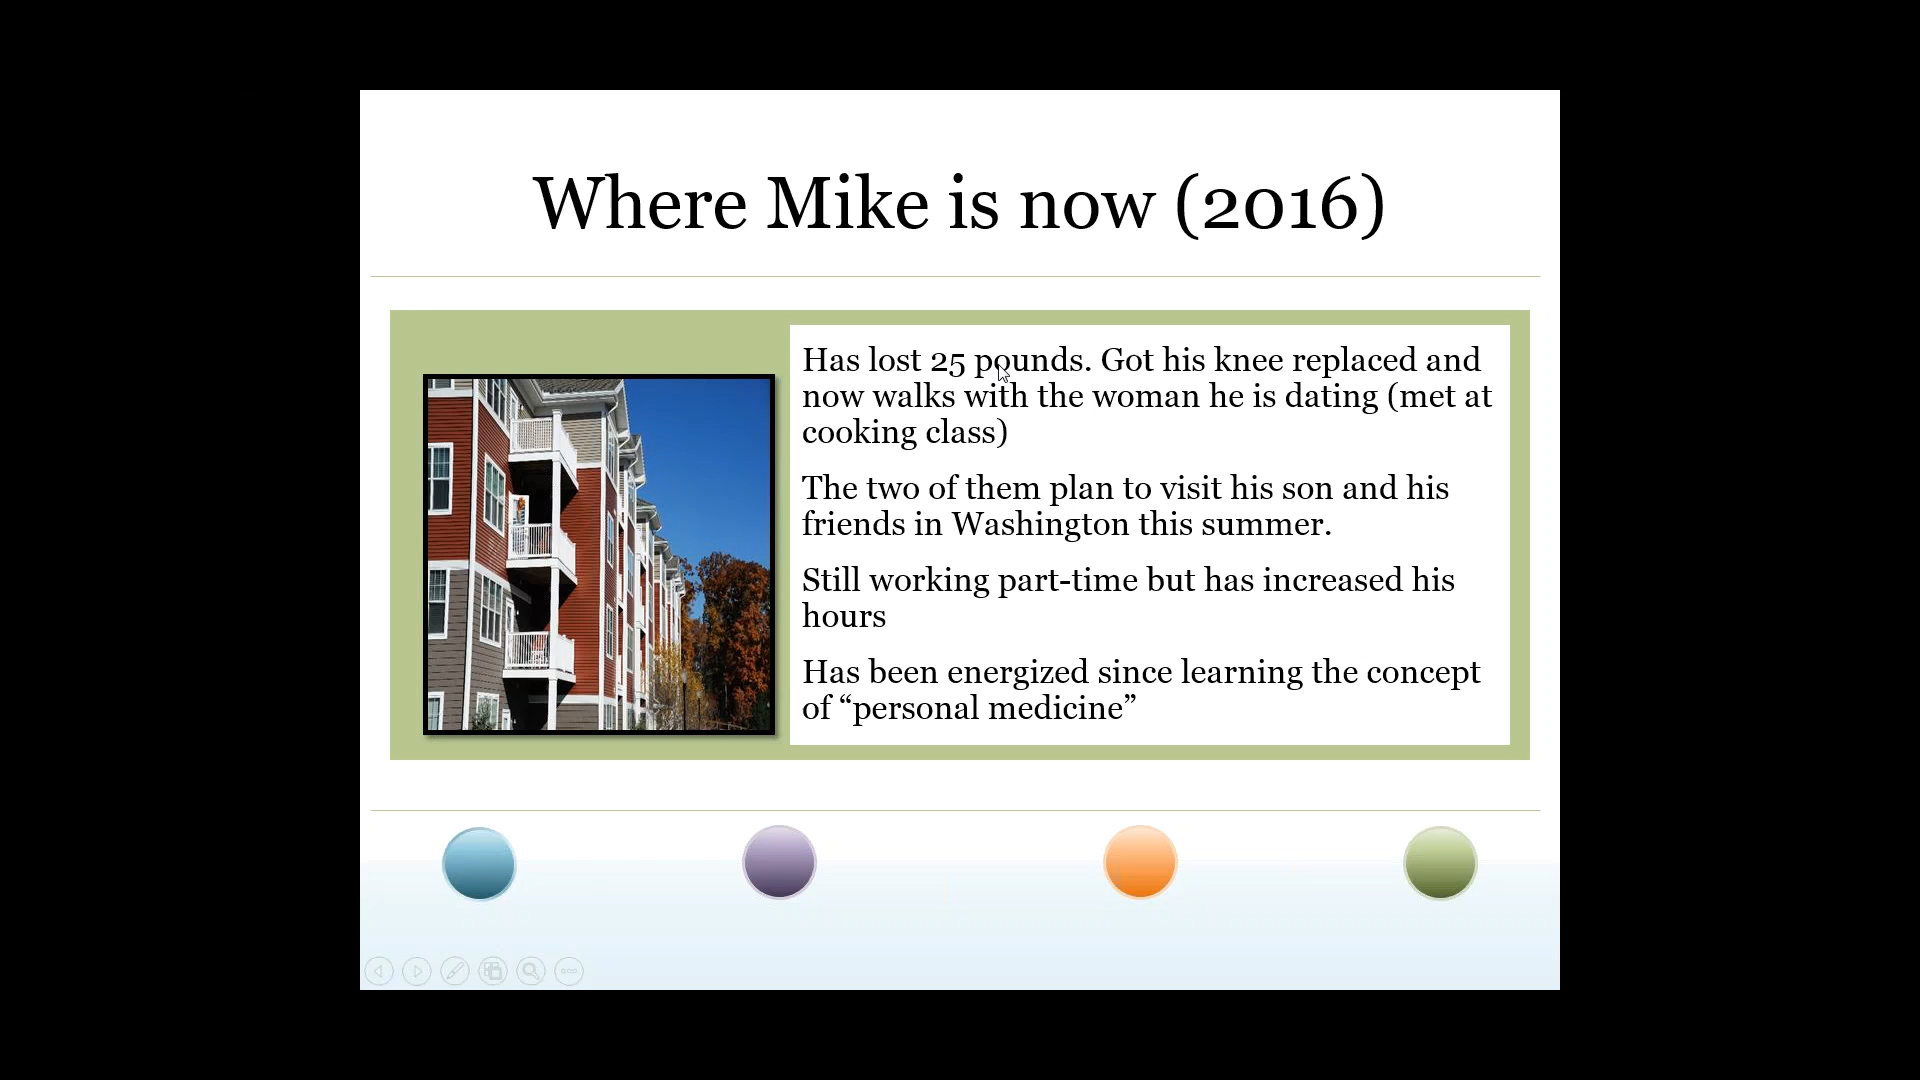 Where Mike is now (2016)
Has lost 25 pounds. Got his knee replaced and
now walks with the woman he is dating (met at
cooking class)
The two of them plan to visit his son and his
friends in Washington this summer.
Still working part-time but has increased his
hours
Has been energized since learning the concept
of “personal medicine”